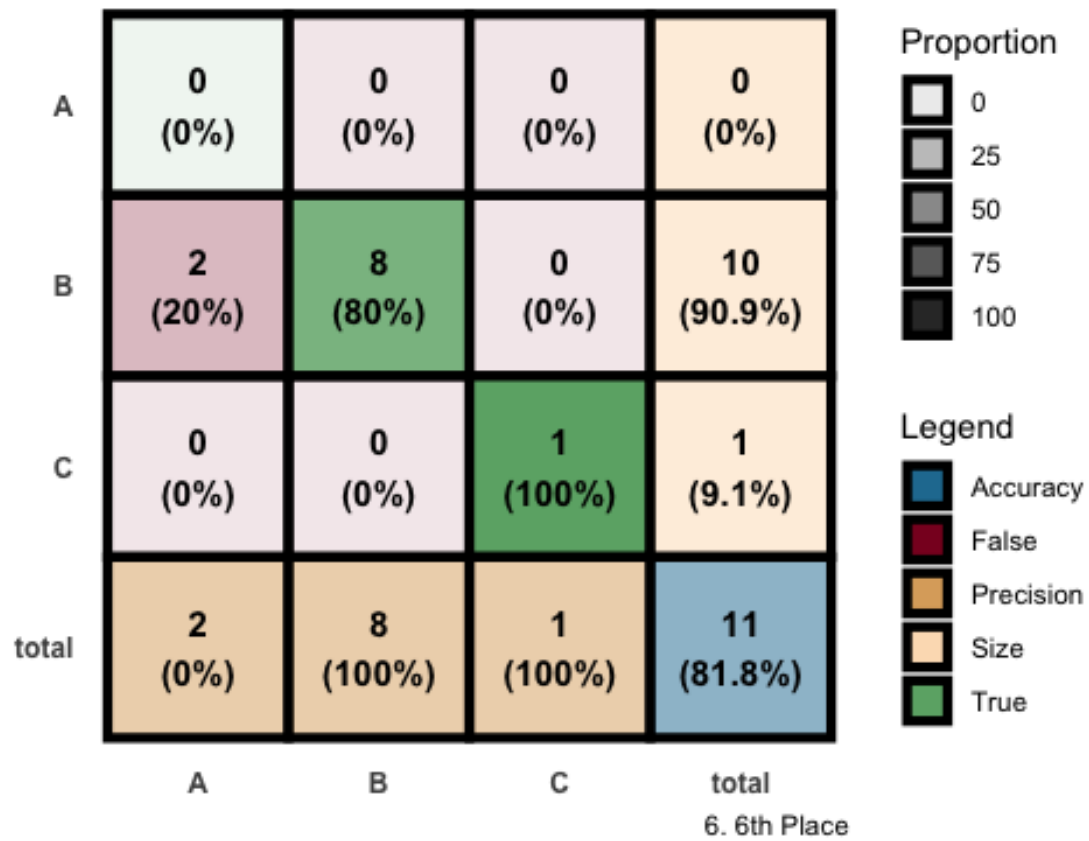 A
0
(0%)
0
(0%)
0
(0%)
0
(0%)
B
2
(20%)
8
(80%)
0
(0%)
10
(90.9%)
C
0
(0%)
0
(0%)
1
(100%)
1
(9.1%)
total
2
(0%)
8
(100%)
1
(100%)
11
(81.8%)
A
B
C
total
6. 6th Place
Proportion
0
25
50
75
100
Legend
Accuracy
False
Precision
Size
True